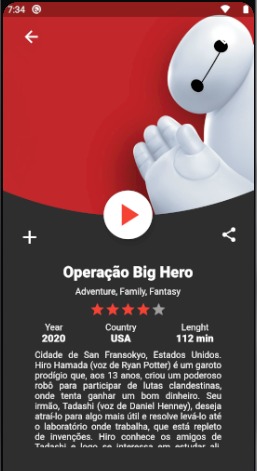 7:34
Operação Big Hero
Adventure, Family, Fantasy
Year Country Lenght
2020 USA 112 min
Cidade de San Fransokyo, Estados Unidos.
Hiro Hamada (voz de Ryan Potter) é um garoto
prodígio que, aos 13 anos, criou um poderoso
robô para participar de lutas clandestinas,
onde tenta ganhar um bom dinheiro. Seu
irmão, Tadashi (voz de Daniel Henney), deseja
atraí-lo para algo mais útil e resolve levá-lo até
o laboratório onde trabalha, que está repleto
de invenções. Hiro conhece os amigos de
Tadashi e logo se interessa em estudar ali.